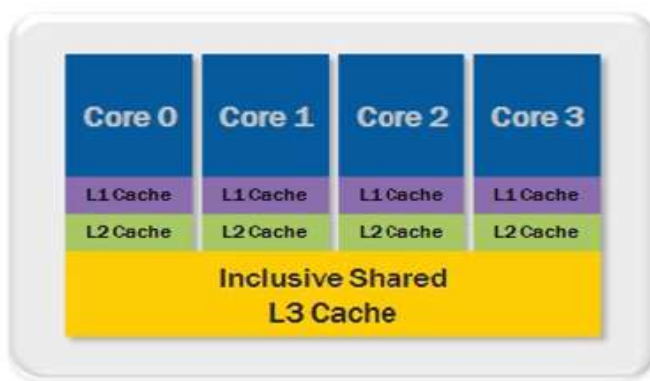 Core 0 Core 1 Core 2 Core 3
L1 Cache L1 Cache L1 Cache L1 Cache
L2 Cache L2 Cache L2 Cache L2 Cache
Inclusive Shared
L3 Cache